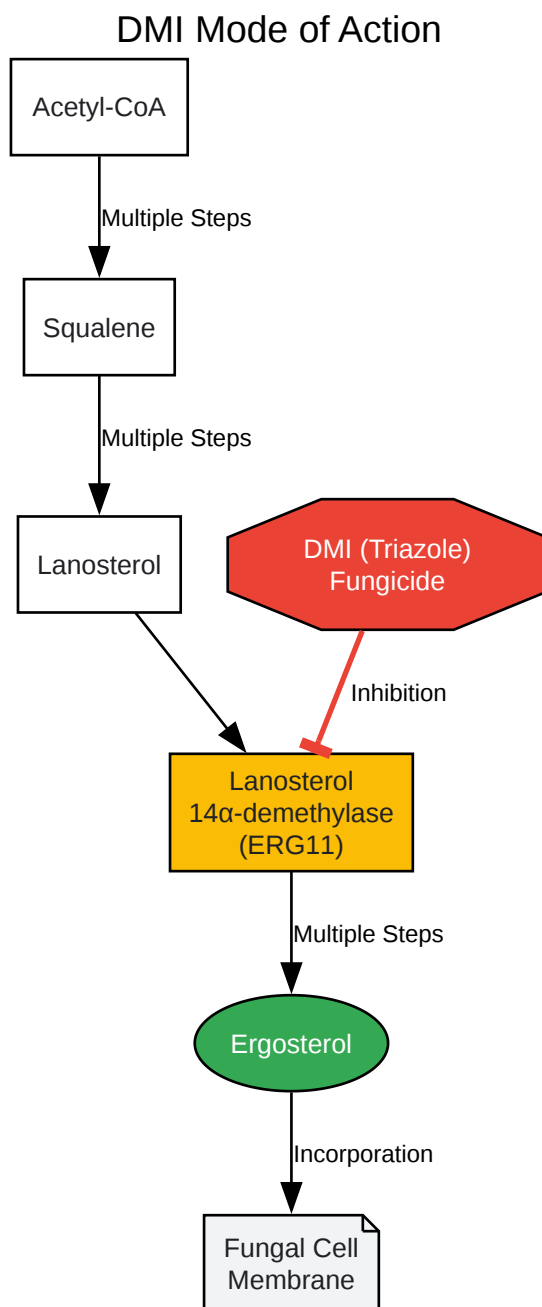 DMI Mode of Action
Acetyl-CoA
Multiple Steps
Squalene
Multiple Steps
Lanosterol
DMI (Triazole)
Fungicide
Inhibition
Lanosterol
14α-demethylase
(ERG11)
Multiple Steps
Ergosterol
Incorporation
Fungal Cell
Membrane